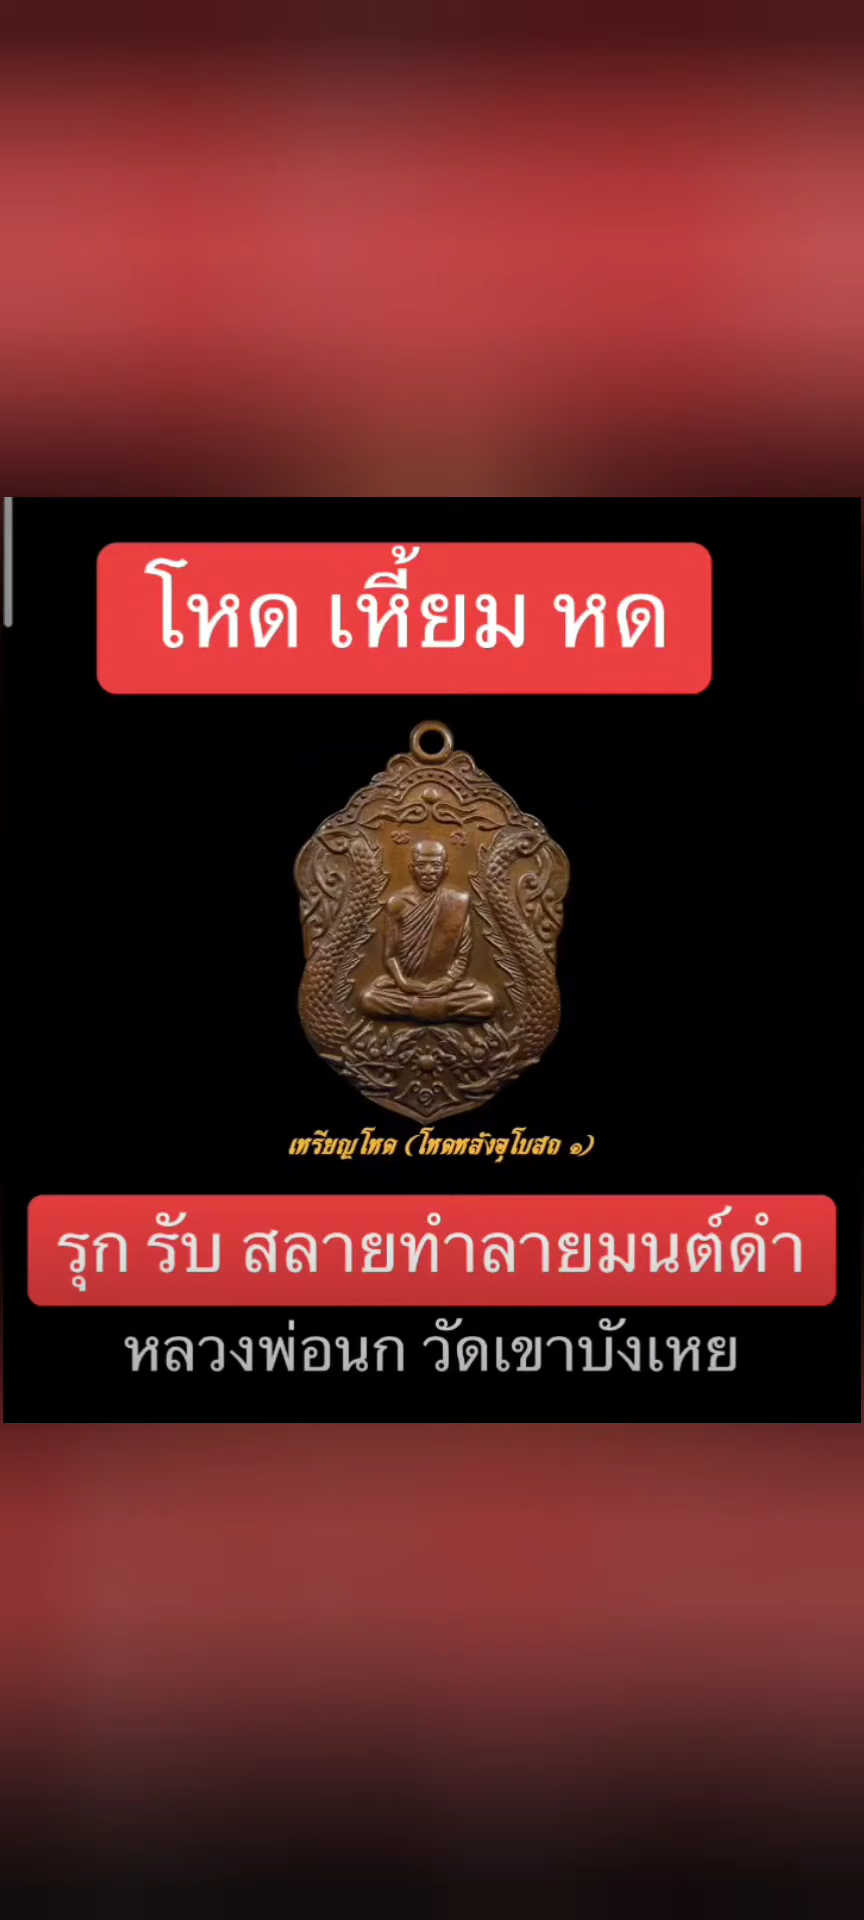 โหด เหี้ยม หด
เหรียญโหด (โหดหลังอุโบสถ ๑)
รุก รับ สลายทำลายมนต์ดำ
หลวงพ่อนก วัดเขาบังเหย